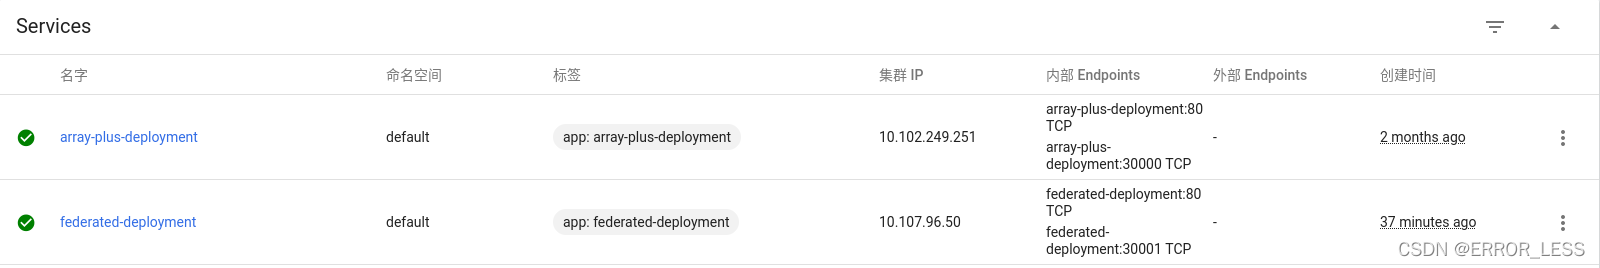 Services
名字 命名空间 标签 集群 IP 内部 Endpoints 外部 Endpoints 创建时间
array-plus-deployment default app: array-plus-deployment 10.102.249.251 array-plus-deployment:80 TCP array-plus-deployment:30000 TCP - 2 months ago
federated-deployment default app: federated-deployment 10.107.96.50 federated-deployment:80 TCP federated-deployment:30001 TCP - 37 minutes ago
CSDN @ERROR_LESS